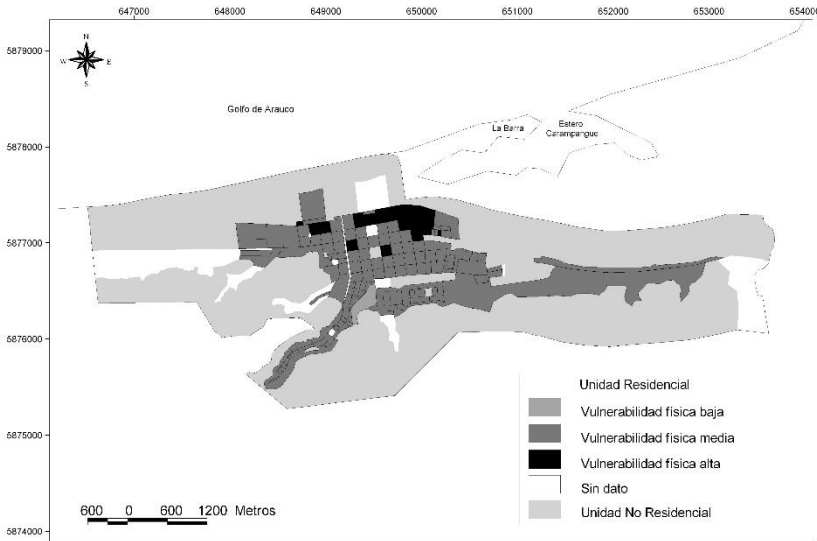 647000 648000 649000 650000 651000 652000 653000 654000
5879000
N
W E
S
Golfo de Arauco
La Barra
Estero
Carampangue
5878000
5877000
5876000
5875000
5874000
Unidad Residencial
Vulnerabilidad física baja
Vulnerabilidad física media
Vulnerabilidad física alta
Sin dato
Unidad No Residencial
600 0 600 1200 Metros